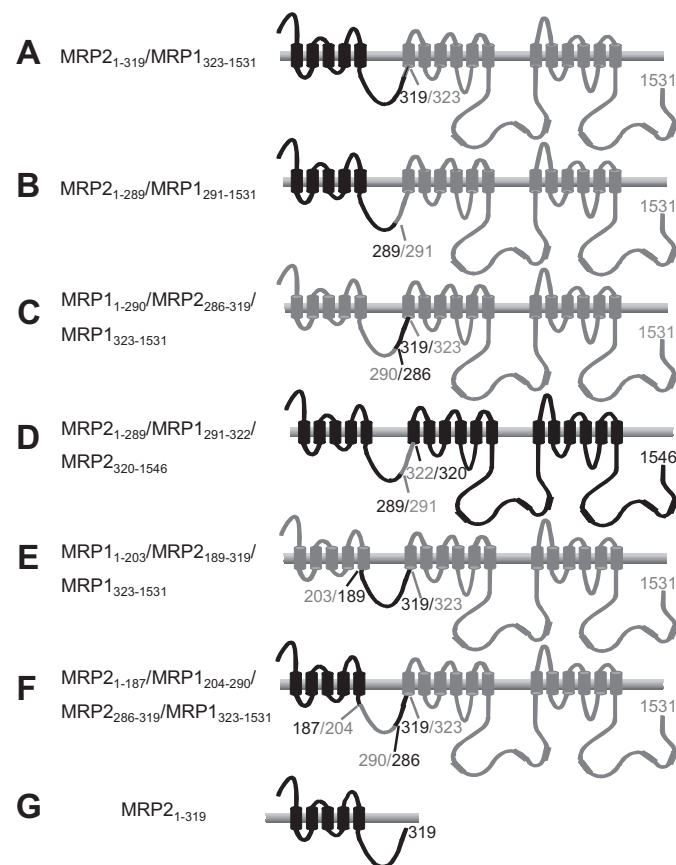 A MRP2₁₋₃₁₉/MRP1₃₂₃₋₁₅₃₁ 319/323 1531
B MRP2₁₋₂₈₉/MRP1₂₉₁₋₁₅₃₁ 289/291 1531
C MRP1₁₋₂₉₀/MRP2₂₈₆₋₃₁₉/
MRP1₃₂₃₋₁₅₃₁
319/323 1531
290/286
D MRP2₁₋₂₈₉/MRP1₂₉₁₋₃₂₂/
MRP2₃₂₀₋₁₅₄₆
322/320 1546
289/291
E MRP1₁₋₂₀₃/MRP2₁₈₉₋₃₁₉/
MRP1₃₂₃₋₁₅₃₁
203/189 319/323 1531
F MRP2₁₋₁₈₇/MRP1₂₀₄₋₂₉₀/
MRP2₂₈₆₋₃₁₉/MRP1₃₂₃₋₁₅₃₁
187/204 319/323 1531
290/286
G MRP2₁₋₃₁₉ 319